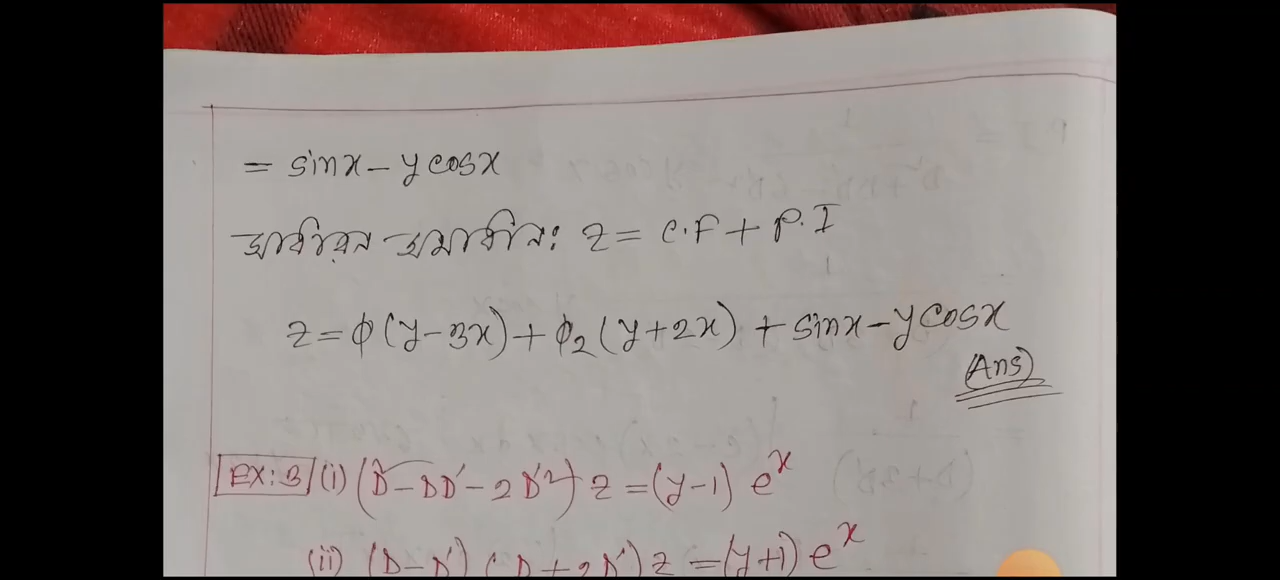 = sinx - y cosx
সাধারন সমাধান: z = C.F + P.I
z = φ(y-3x) + φ₂(y+2x) + sinx - y cosx
(Ans)
EX: 3 (i) (D² - DD' - 2D'²) z = (y-1) eˣ
(ii) (D-D') (D+2D') z = (y+1) eˣ